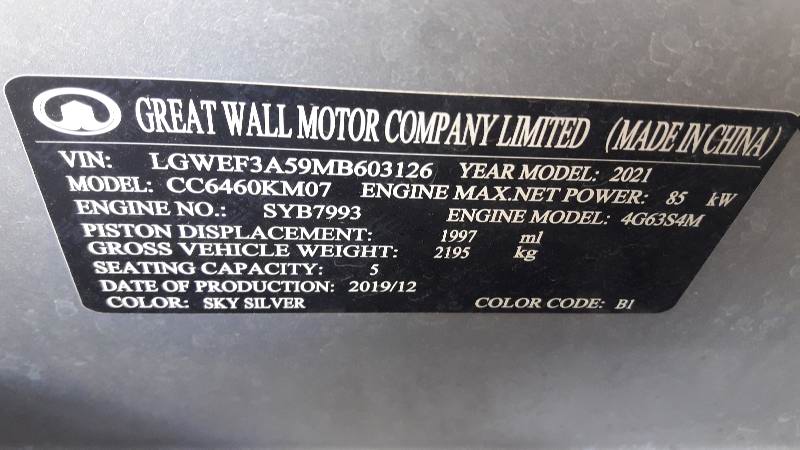 GREAT WALL MOTOR COMPANY LIMITED (MADE IN CHINA)
VIN: LGWEF3A59MB603126 YEAR MODEL: 2021
MODEL: CC6460KM07 ENGINE MAX.NET POWER: 85 kW
ENGINE NO.: SYB7993 ENGINE MODEL: 4G63S4M
PISTON DISPLACEMENT: 1997 ml
GROSS VEHICLE WEIGHT: 2195 kg
SEATING CAPACITY: 5
DATE OF PRODUCTION: 2019/12
COLOR: SKY SILVER COLOR CODE: B1